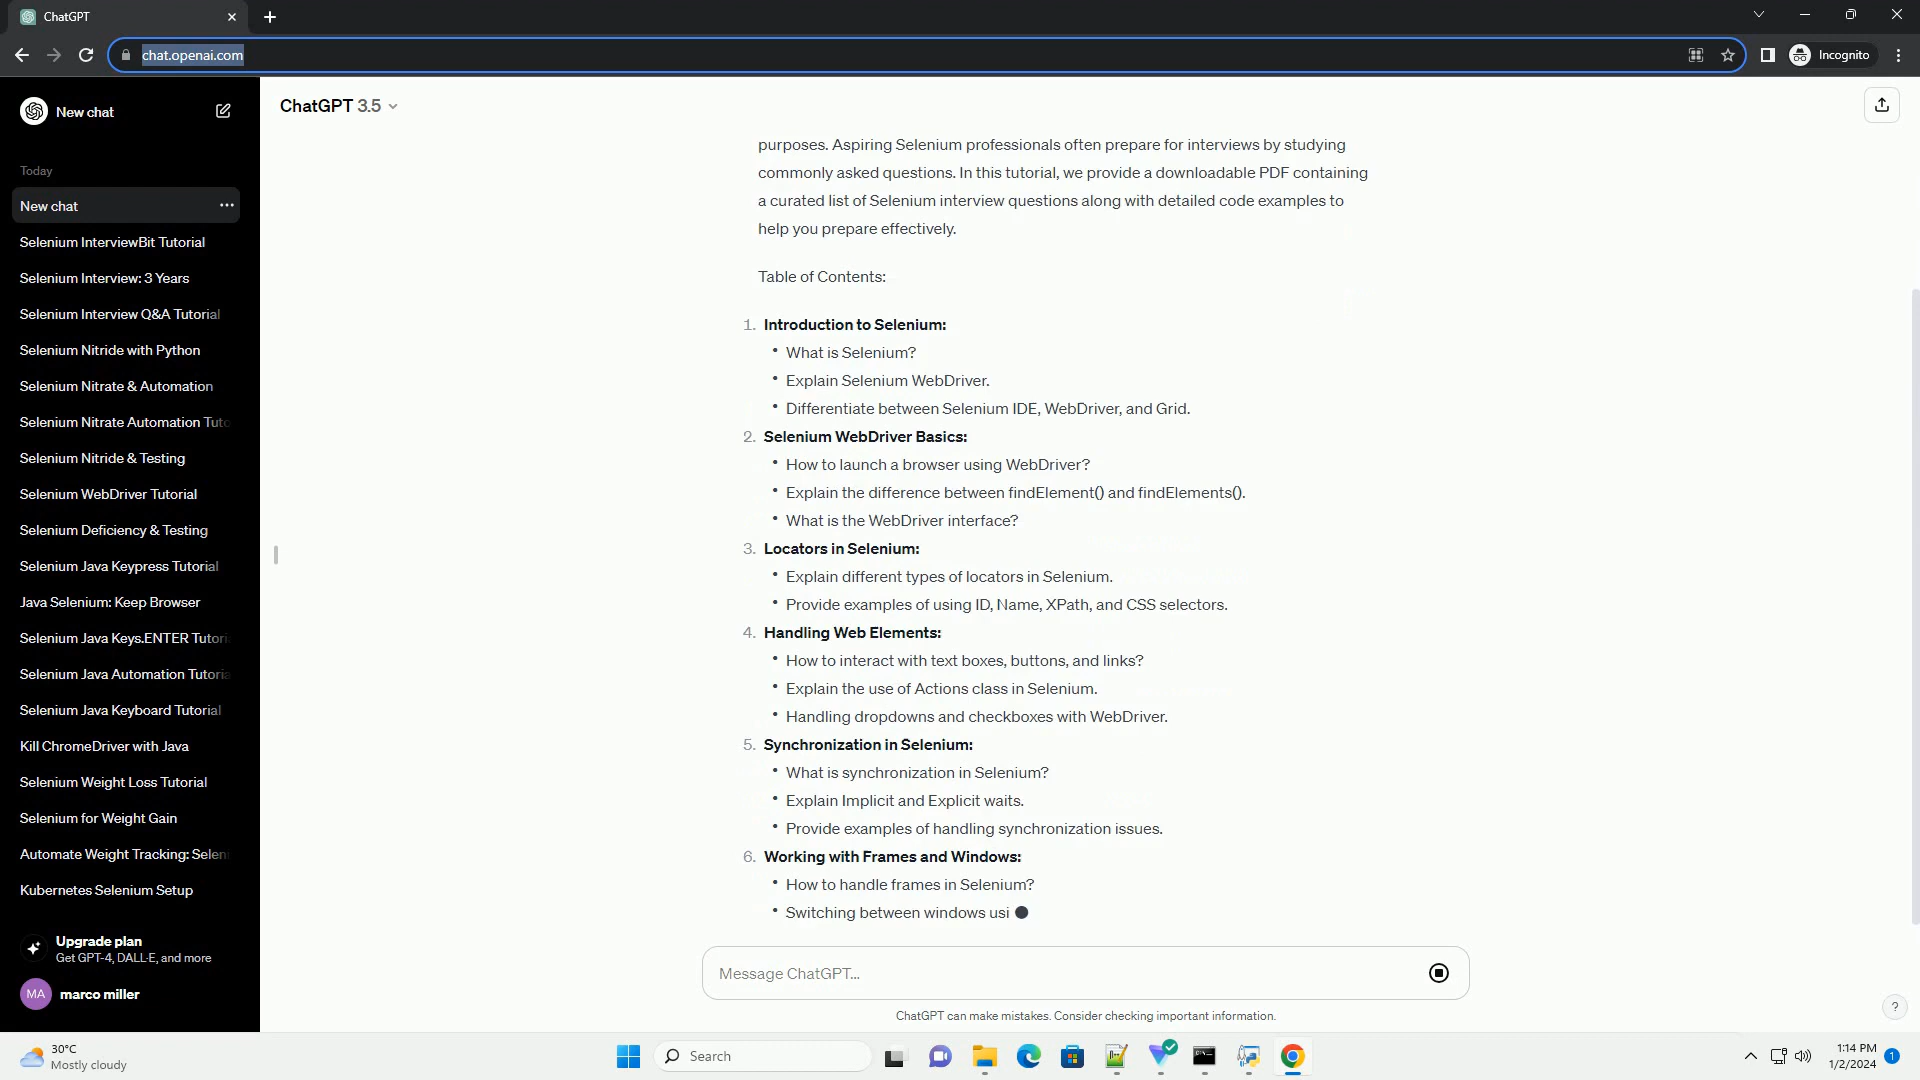 ChatGPT
chat.openai.com
Incognito
New chat
Today
New chat
Selenium InterviewBit Tutorial
Selenium Interview: 3 Years
Selenium Interview Q&A Tutorial
Selenium Nitride with Python
Selenium Nitrate & Automation
Selenium Nitrate Automation Tuto
Selenium Nitride & Testing
Selenium WebDriver Tutorial
Selenium Deficiency & Testing
Selenium Java Keypress Tutorial
Java Selenium: Keep Browser
Selenium Java Keys.ENTER Tutori
Selenium Java Automation Tutoria
Selenium Java Keyboard Tutorial
Kill ChromeDriver with Java
Selenium Weight Loss Tutorial
Selenium for Weight Gain
Automate Weight Tracking: Selen
Kubernetes Selenium Setup
Upgrade plan
Get GPT-4, DALL·E, and more
MA marco miller
ChatGPT 3.5
purposes. Aspiring Selenium professionals often prepare for interviews by studying
commonly asked questions. In this tutorial, we provide a downloadable PDF containing
a curated list of Selenium interview questions along with detailed code examples to
help you prepare effectively.
Table of Contents:
1. Introduction to Selenium:
• What is Selenium?
• Explain Selenium WebDriver.
• Differentiate between Selenium IDE, WebDriver, and Grid.
2. Selenium WebDriver Basics:
• How to launch a browser using WebDriver?
• Explain the difference between findElement() and findElements().
• What is the WebDriver interface?
3. Locators in Selenium:
• Explain different types of locators in Selenium.
• Provide examples of using ID, Name, XPath, and CSS selectors.
4. Handling Web Elements:
• How to interact with text boxes, buttons, and links?
• Explain the use of Actions class in Selenium.
• Handling dropdowns and checkboxes with WebDriver.
5. Synchronization in Selenium:
• What is synchronization in Selenium?
• Explain Implicit and Explicit waits.
• Provide examples of handling synchronization issues.
6. Working with Frames and Windows:
• How to handle frames in Selenium?
• Switching between windows usi
Message ChatGPT...
ChatGPT can make mistakes. Consider checking important information.
?
30°C
Mostly cloudy
Search
1:14 PM
1/2/2024
1